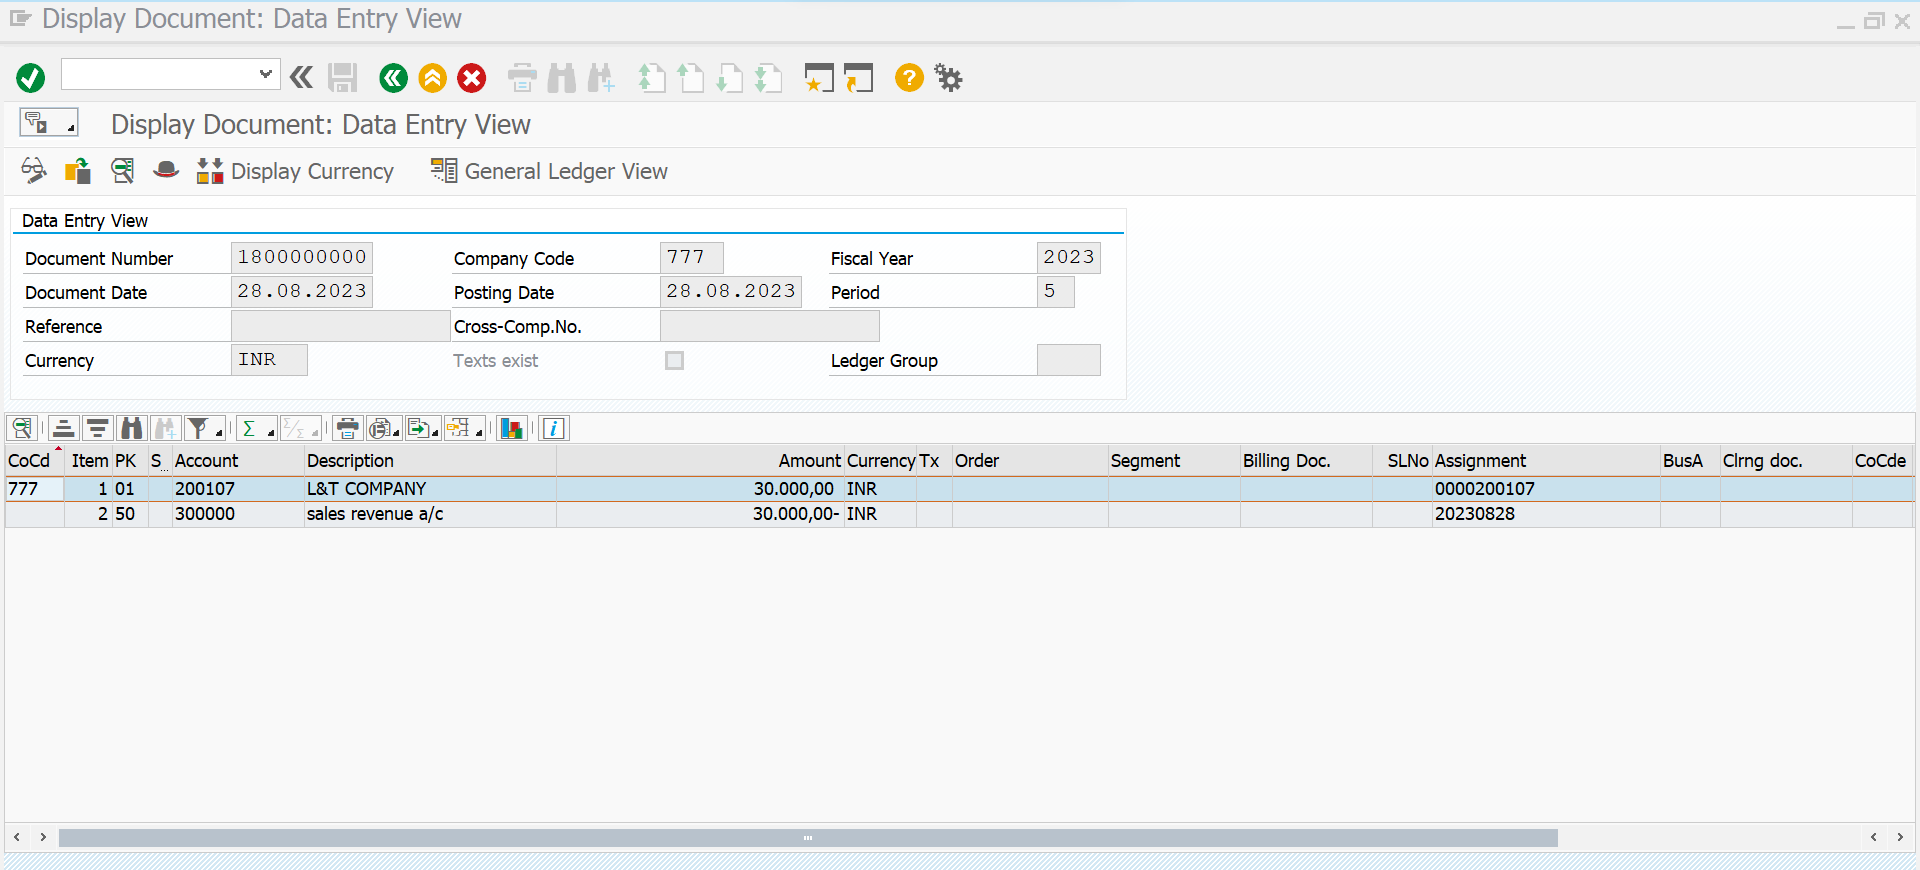 Display Document: Data Entry View
Display Document: Data Entry View
Display Currency General Ledger View
Data Entry View
Document Number 1800000000 Company Code 777 Fiscal Year 2023
Document Date 28.08.2023 Posting Date 28.08.2023 Period 5
Reference Cross-Comp.No.
Currency INR Texts exist Ledger Group
CoCd Item PK S.. Account Description Amount Currency Tx Order Segment Billing Doc. SLNo Assignment BusA Clrng doc. CoCde
777 1 01 200107 L&T COMPANY 30.000,00 INR 0000200107
2 50 300000 sales revenue a/c 30.000,00- INR 20230828